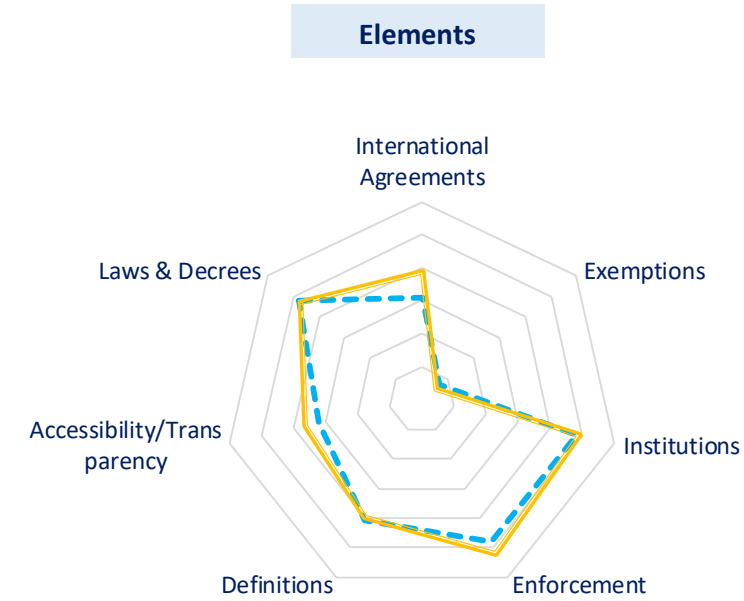 Elements
International
Agreements
Laws & Decrees
Exemptions
Accessibility/Trans
parency
Institutions
Definitions
Enforcement